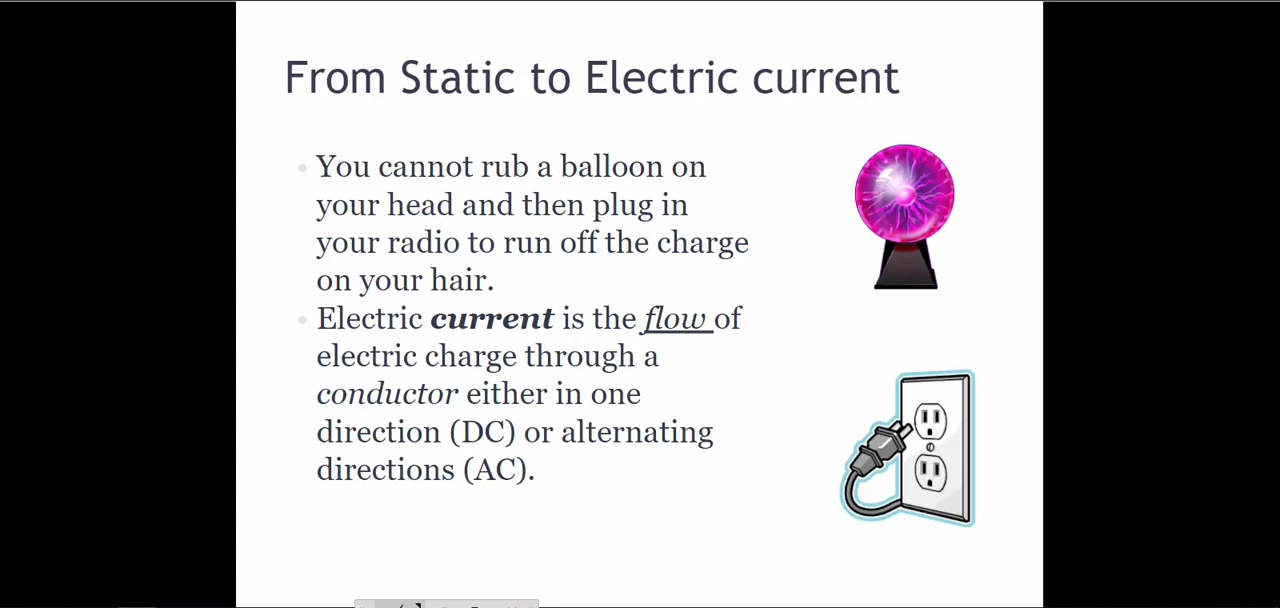 From Static to Electric current
You cannot rub a balloon on
your head and then plug in
your radio to run off the charge
on your hair.
Electric current is the flow of
electric charge through a
conductor either in one
direction (DC) or alternating
directions (AC).